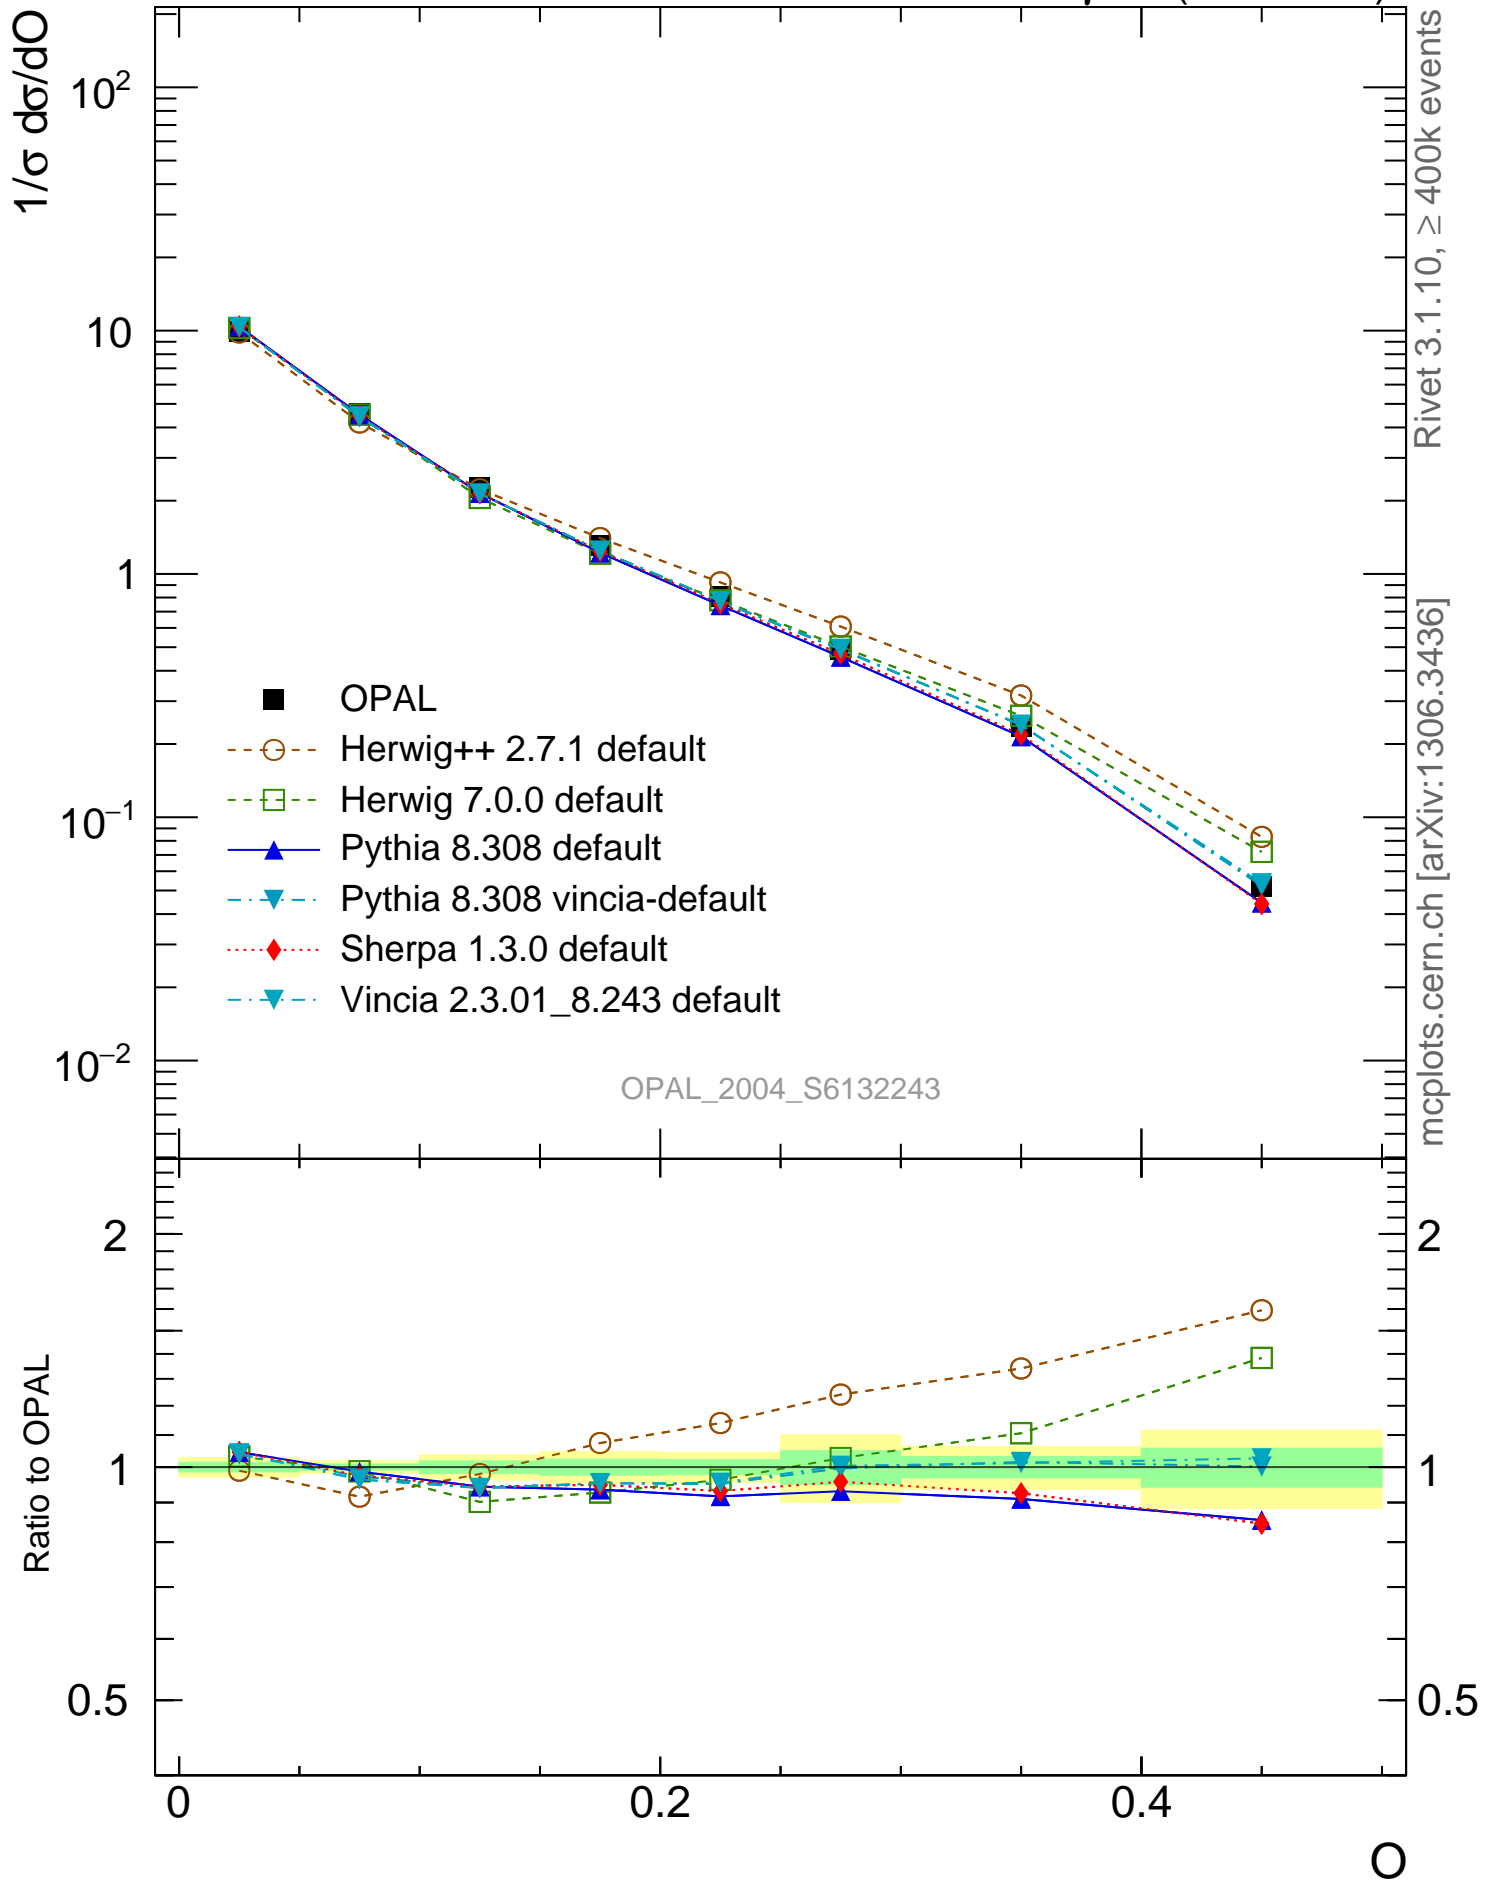 1/σ dσ/dO
10²
10
1
10⁻¹
10⁻²
OPAL
Herwig++ 2.7.1 default
Herwig 7.0.0 default
Pythia 8.308 default
Pythia 8.308 vincia-default
Sherpa 1.3.0 default
Vincia 2.3.01_8.243 default
OPAL_2004_S6132243
Rivet 3.1.10, ≥ 400k events
mcplots.cern.ch [arXiv:1306.3436]
Ratio to OPAL
2
1
0.5
2
1
0.5
0
0.2
0.4
O